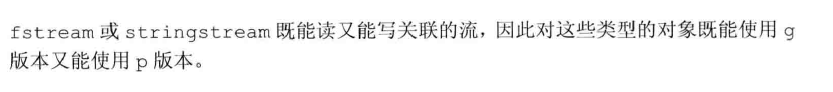 fstream 或 stringstream 既能读又能写关联的流，因此对这些类型的对象既能使用 g
版本又能使用 p 版本。